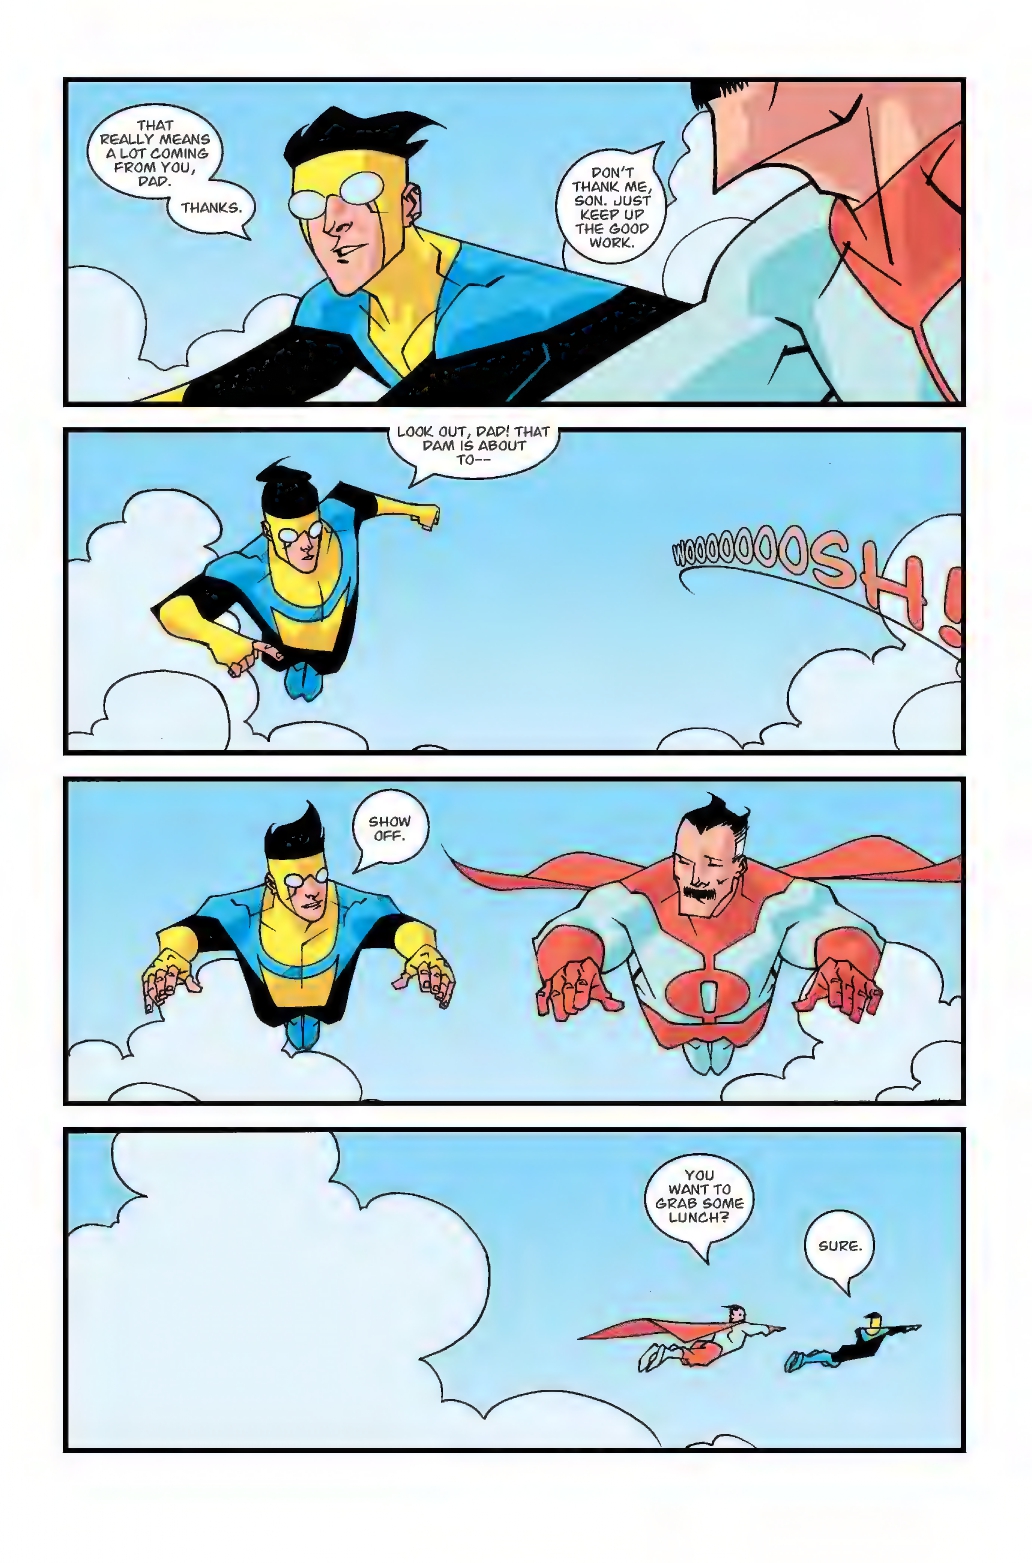 THAT
REALLY MEANS
A LOT COMING
FROM YOU,
DAD.
THANKS.
DON'T
THANK ME,
SON. JUST
KEEP UP
THE GOOD
WORK.
LOOK OUT, DAD! THAT
DAM IS ABOUT
TO--
WOOOOOOOSH!
SHOW
OFF.
YOU
WANT TO
GRAB SOME
LUNCH?
SURE.